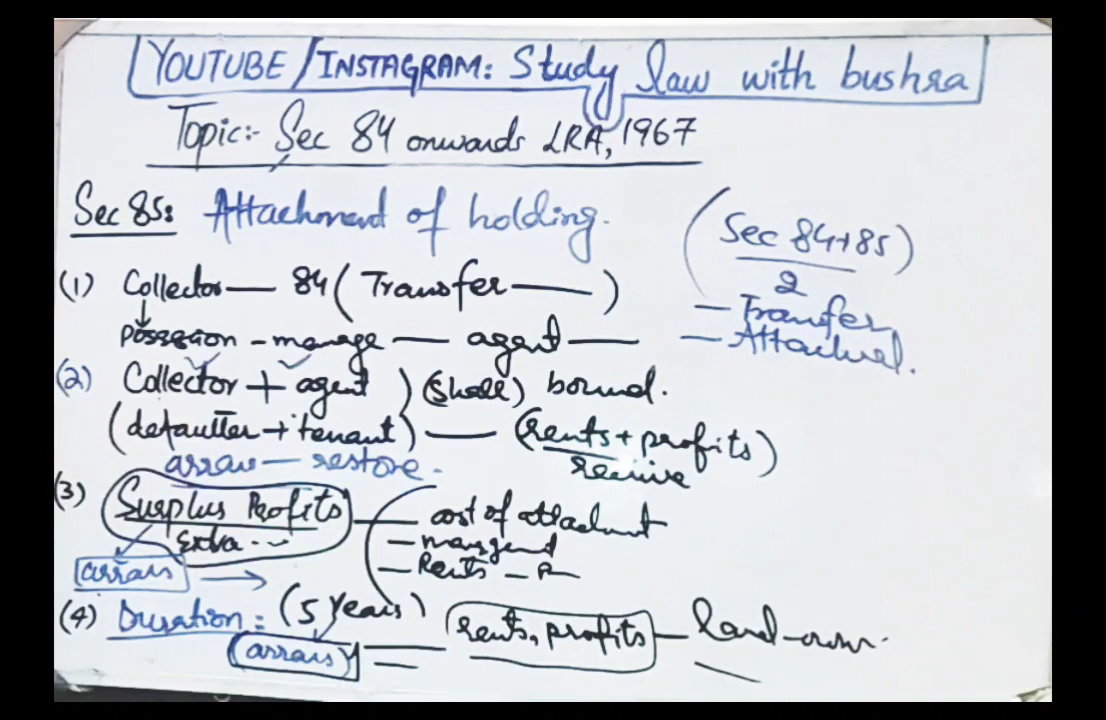 YOUTUBE/INSTAGRAM: Study law with bushra
Topic:- Sec 84 onwards LRA, 1967
Sec 85: Attachment of holding.
(Sec 84+85)
2
— Transfer
— Attachual.
(1) Collector — 84 (Transfer — )
↓
possession - manage — agent —
(2) Collector + agent ) (shall) bound.
(defaulter + tenant) — (rents + profits)
receive
arrear — restore -
(3) Surplus Profits — cost of attachment
Extra ...
— Rents —
arrears →
(4) Duration: (5 Years) rents, profits — land-own.
(arrears) —